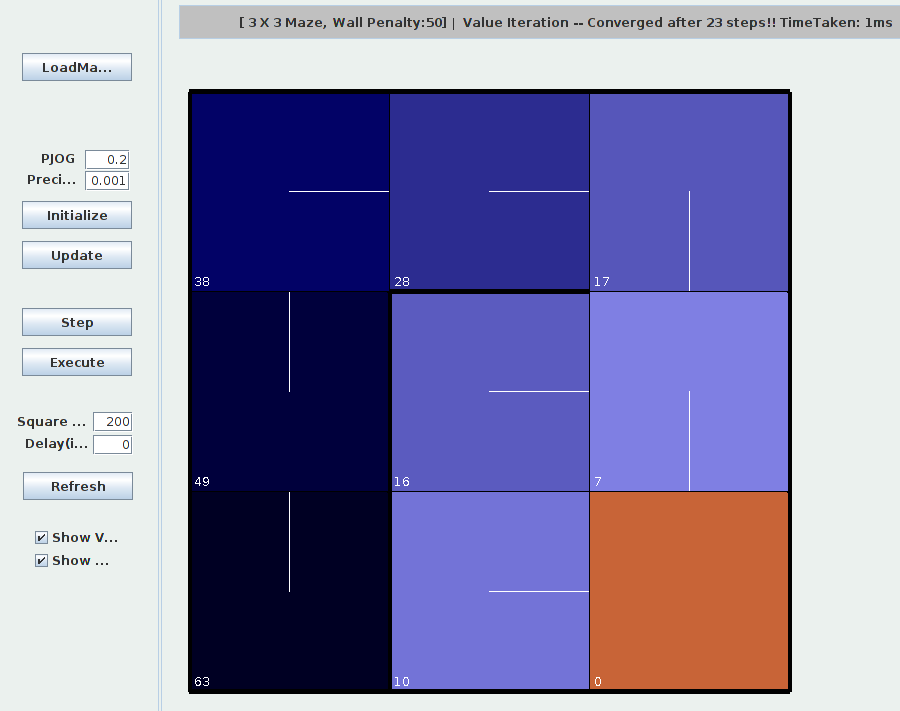 [ 3 X 3 Maze, Wall Penalty:50] | Value Iteration -- Converged after 23 steps!! TimeTaken: 1ms
LoadMa...
PJOG 0.2
Preci... 0.001
Initialize
Update
Step
Execute
Square ... 200
Delay(i... 0
Refresh
Show V...
Show ...
38 28 17
49 16 7
63 10 0